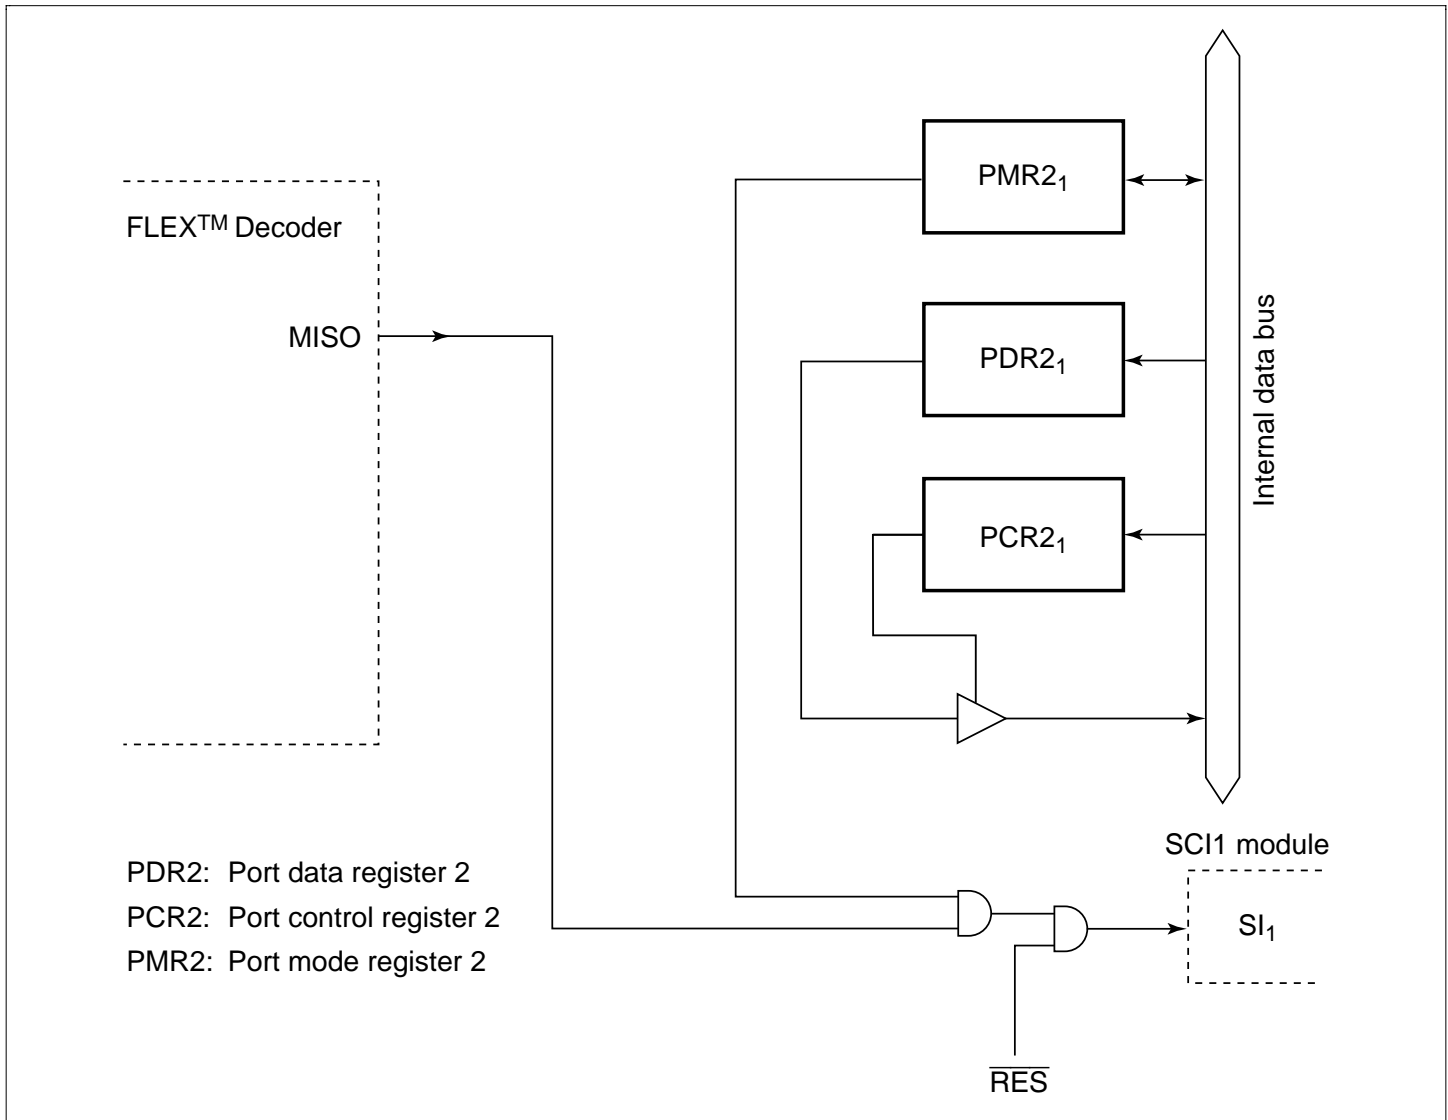 PMR2₁
FLEX™ Decoder
MISO
PDR2₁
Internal data bus
PCR2₁
SCI1 module
PDR2: Port data register 2
PCR2: Port control register 2
SI₁
PMR2: Port mode register 2
R̅E̅S̅